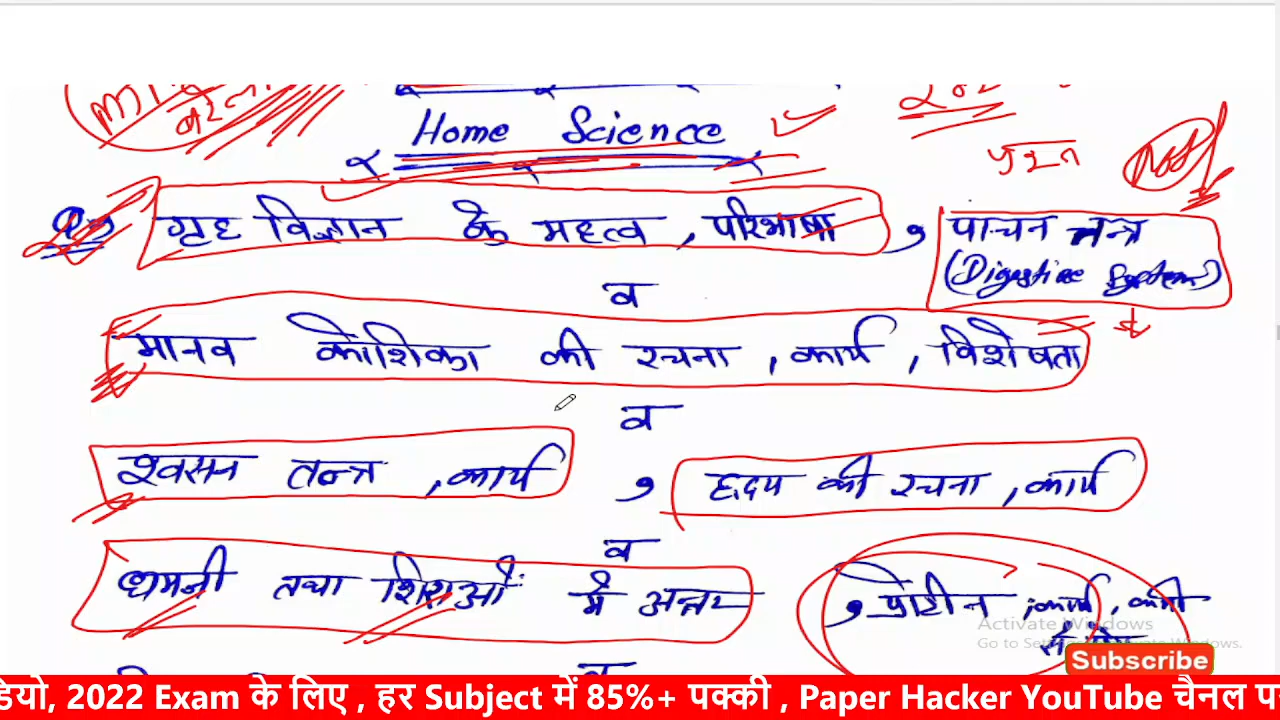 Home Science
गृह विज्ञान के महत्व , परिभाषा , पाचन तन्त्र
(Digestive System)
व
मानव कोशिका की रचना , कार्य , विशेषता
व
श्वसन तन्त्र , कार्य , हृदय की रचना , कार्य
व
धमनी तथा शिराओं में अन्तर , प्रोटीन , कार्य , कमी
Activate Windows
Subscribe
डियो, 2022 Exam के लिए , हर Subject में 85%+ पक्की , Paper Hacker YouTube चैनल प